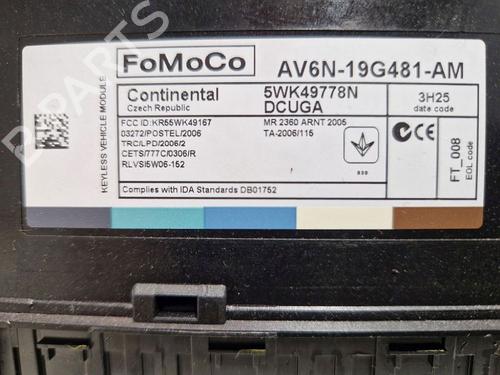 FoMoCo
AV6N-19G481-AM
KEYLESS VEHICLE MODULE
Continental
Czech Republic
5WK49778N
DCUGA
3H25
date code
FCC ID:KR55WK49167
03272/POSTEL/2006
TRC/LPD/2006/2
CETS/777C/0306/R
RLVSI5W06-152
MR 2360 ARNT 2005
TA-2006/115
CE
FT_008
EOL code
Complies with IDA Standards DB01752